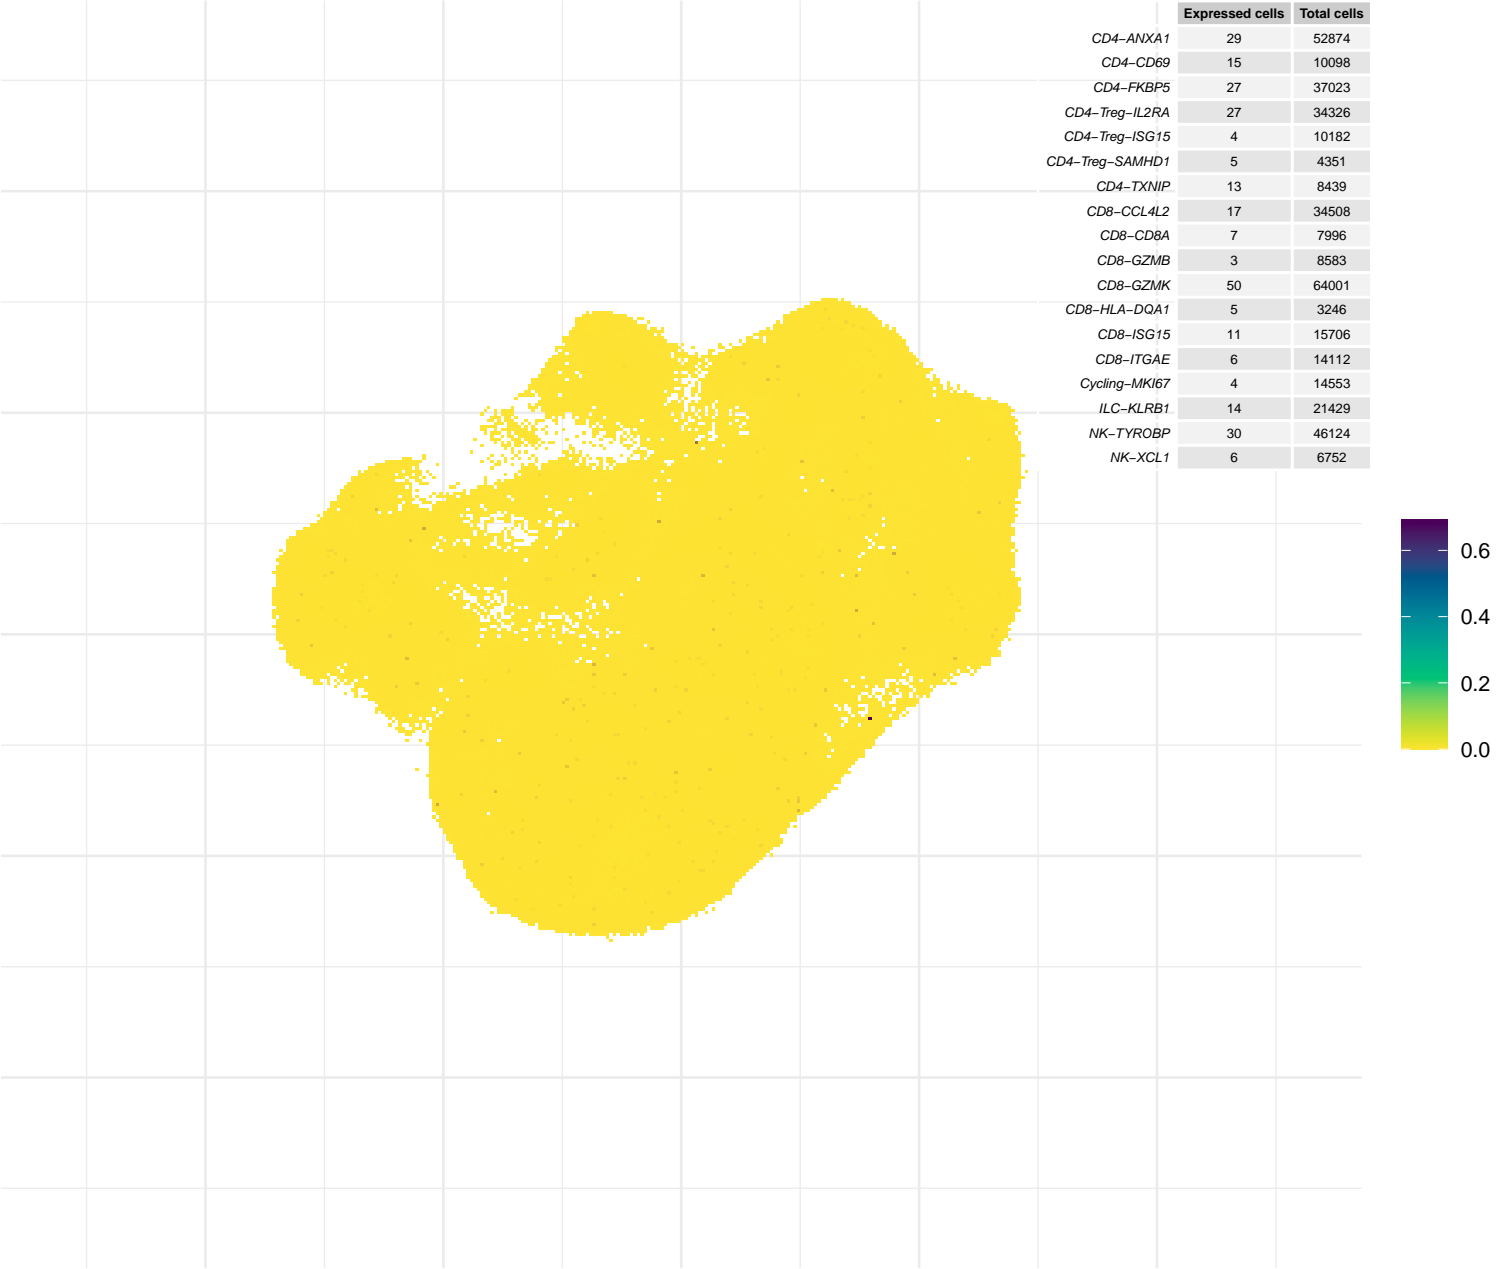 Expressed cells Total cells
CD4−ANXA1 29 52874
CD4−CD69 15 10098
CD4−FKBP5 27 37023
CD4−Treg−IL2RA 27 34326
CD4−Treg−ISG15 4 10182
CD4−Treg−SAMHD1 5 4351
CD4−TXNIP 13 8439
CD8−CCL4L2 17 34508
CD8−CD8A 7 7996
CD8−GZMB 3 8583
CD8−GZMK 50 64001
CD8−HLA−DQA1 5 3246
CD8−ISG15 11 15706
CD8−ITGAE 6 14112
Cycling−MKI67 4 14553
ILC−KLRB1 14 21429
NK−TYROBP 30 46124
NK−XCL1 6 6752
0.6
0.4
0.2
0.0